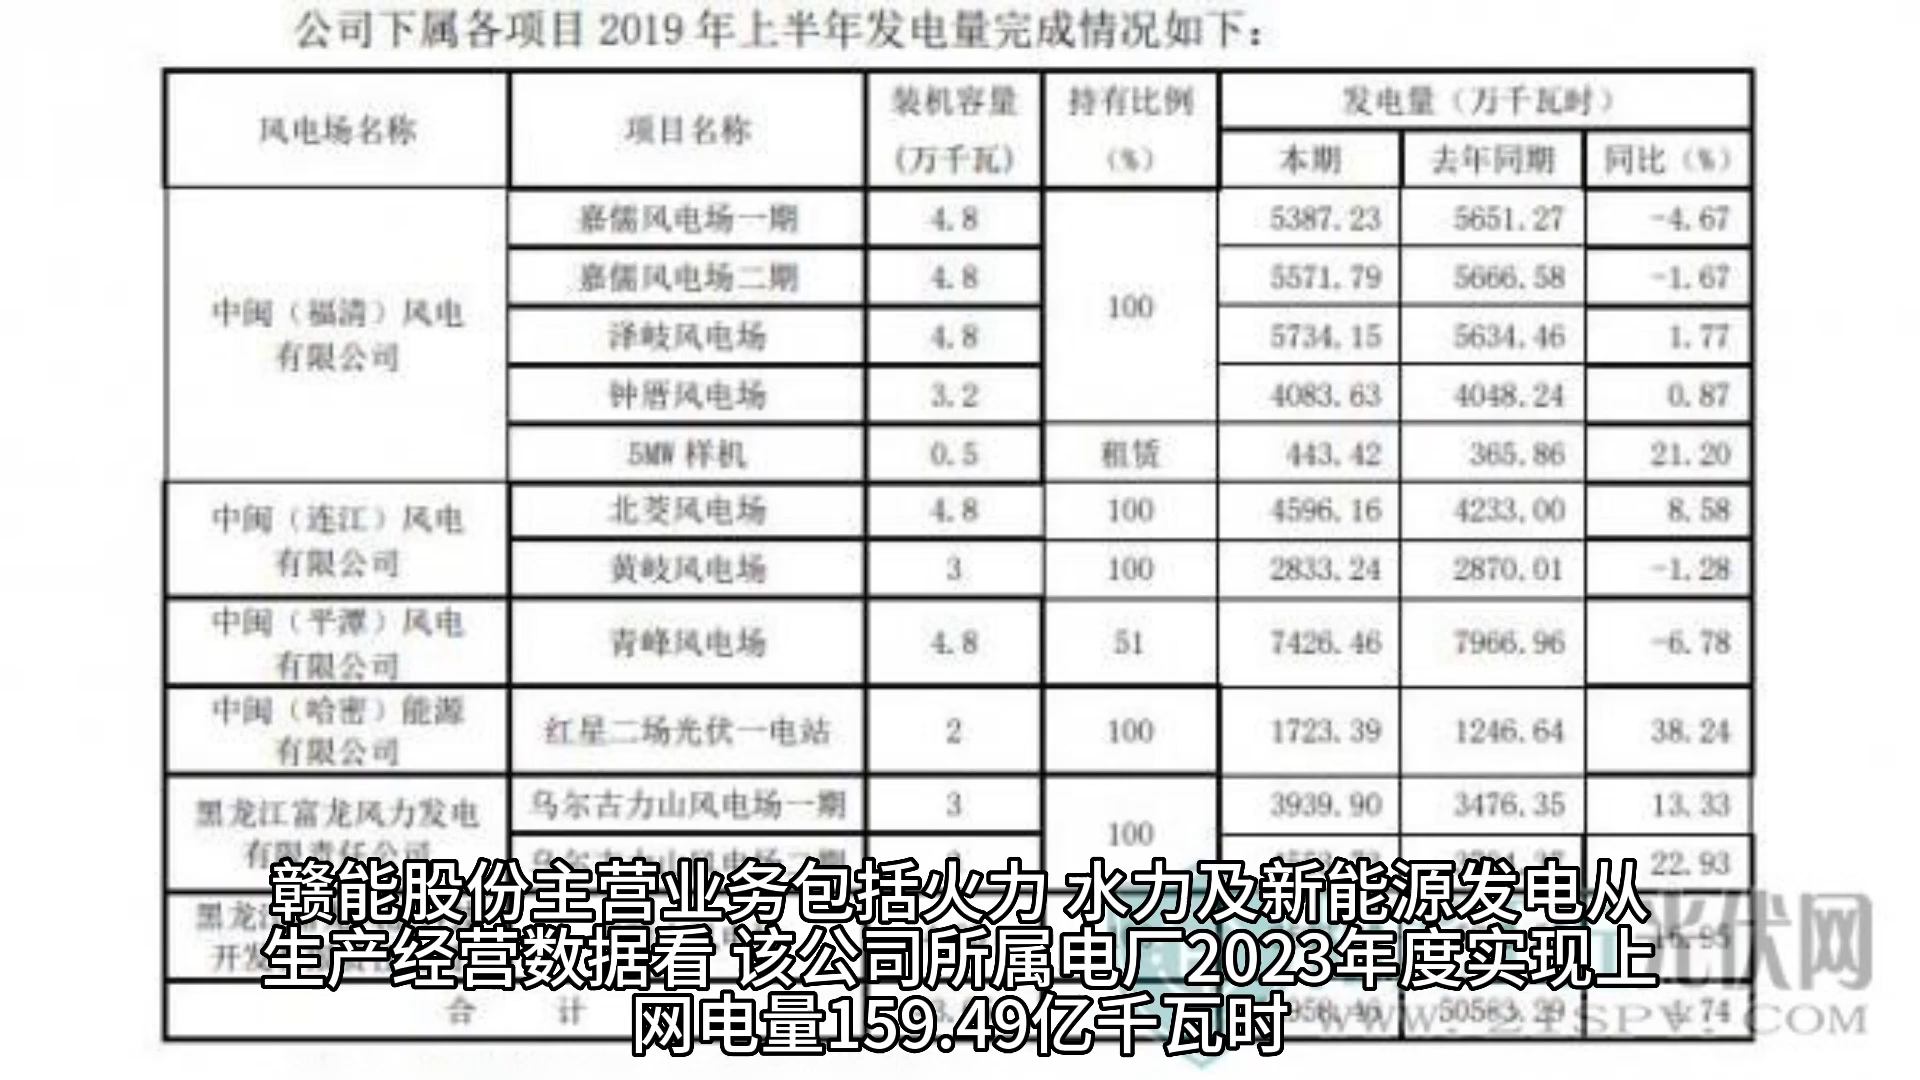 公司下属各项目 2019 年上半年发电量完成情况如下：
风电场名称 项目名称 装机容量 (万千瓦) 持有比例 (%) 发电量（万千瓦时）
本期 去年同期 同比（%）
中闽（福清）风电有限公司 嘉儒风电场一期 4.8 100 5387.23 5651.27 -4.67
嘉儒风电场二期 4.8 5571.79 5666.58 -1.67
泽岐风电场 4.8 5734.15 5634.46 1.77
钟厝风电场 3.2 4083.63 4048.24 0.87
5MW 样机 0.5 租赁 443.42 365.86 21.20
中闽（连江）风电有限公司 北茭风电场 4.8 100 4596.16 4233.00 8.58
黄岐风电场 3 100 2833.24 2870.01 -1.28
中闽（平潭）风电有限公司 青峰风电场 4.8 51 7426.46 7966.96 -6.78
中闽（哈密）能源有限公司 红星二场光伏一电站 2 100 1723.39 1246.64 38.24
黑龙江富龙风力发电有限责任公司 乌尔古力山风电场一期 3 100 3939.90 3476.35 13.33
22.93
合 计 50583.29
赣能股份主营业务包括火力 水力及新能源发电从
生产经营数据看 该公司所属电厂2023年度实现上
网电量159.49亿千瓦时
光伏网
WWW.21SPV.COM